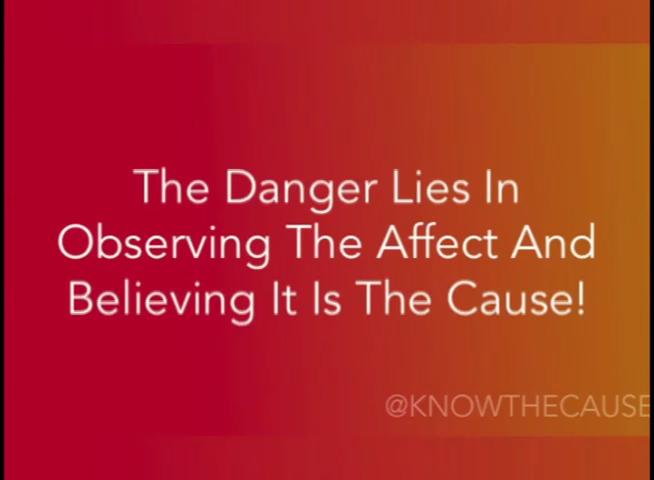 The Danger Lies In
Observing The Affect And
Believing It Is The Cause!
@KNOWTHECAUSE